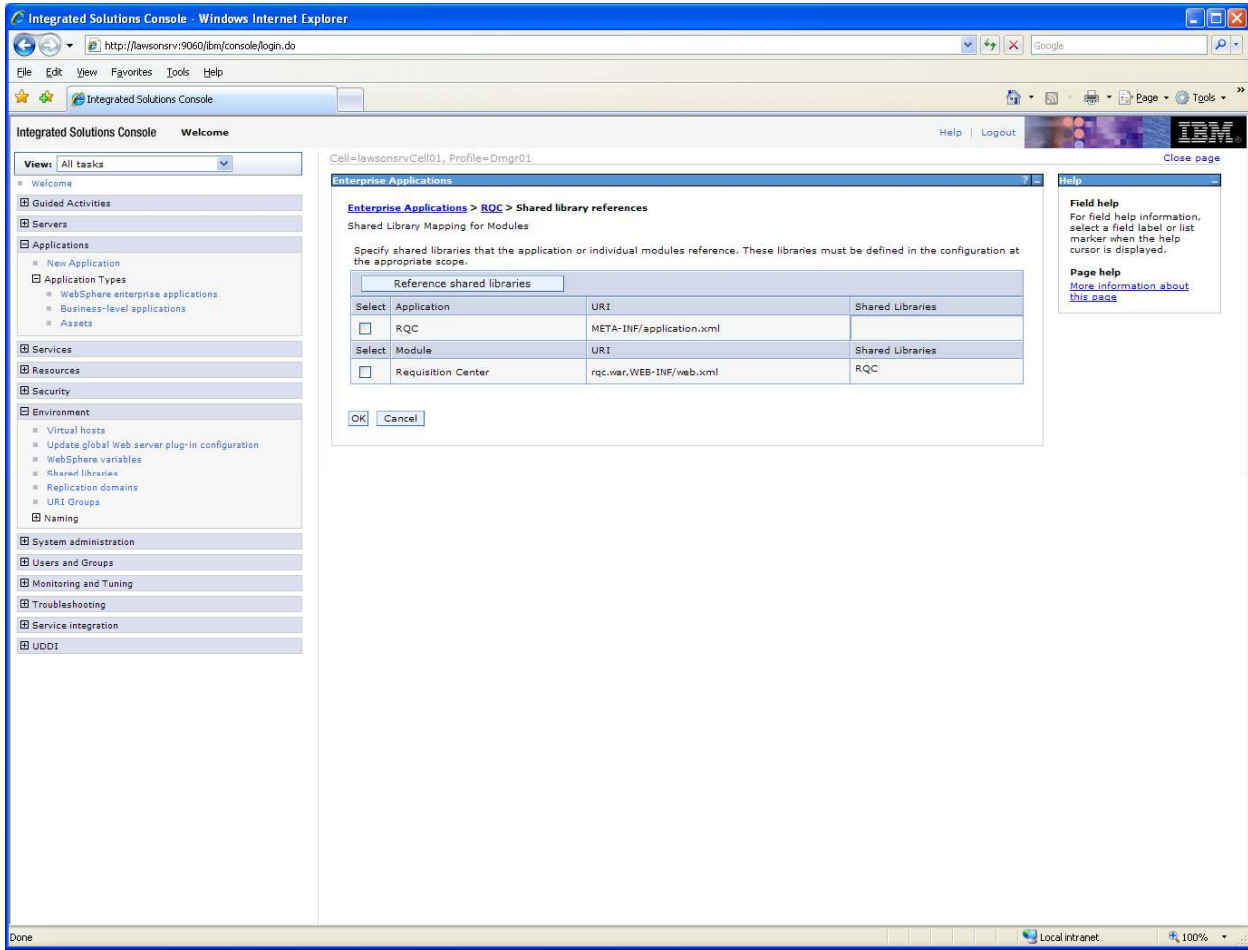 Integrated Solutions Console - Windows Internet Explorer
http://lawsonsrv:9060/ibm/console/login.do
Google
File Edit View Favorites Tools Help
Integrated Solutions Console
Page Tools
Integrated Solutions Console Welcome
Help | Logout
IBM
View: All tasks
Welcome
Guided Activities
Servers
Applications
New Application
Application Types
WebSphere enterprise applications
Business-level applications
Assets
Services
Resources
Security
Environment
Virtual hosts
Update global Web server plug-in configuration
WebSphere variables
Shared libraries
Replication domains
URI Groups
Naming
System administration
Users and Groups
Monitoring and Tuning
Troubleshooting
Service integration
UDDI
Cell=lawsonsrvCell01, Profile=Dmgr01
Close page
Enterprise Applications ? -
Enterprise Applications > RQC > Shared library references
Shared Library Mapping for Modules
Specify shared libraries that the application or individual modules reference. These libraries must be defined in the configuration at
the appropriate scope.
Reference shared libraries
Select Application URI Shared Libraries
RQC META-INF/application.xml
Select Module URI Shared Libraries
Requisition Center rqc.war,WEB-INF/web.xml RQC
OK Cancel
Help -
Field help
For field help information,
select a field label or list
marker when the help
cursor is displayed.
Page help
More information about
this page
Done
Local intranet
100%